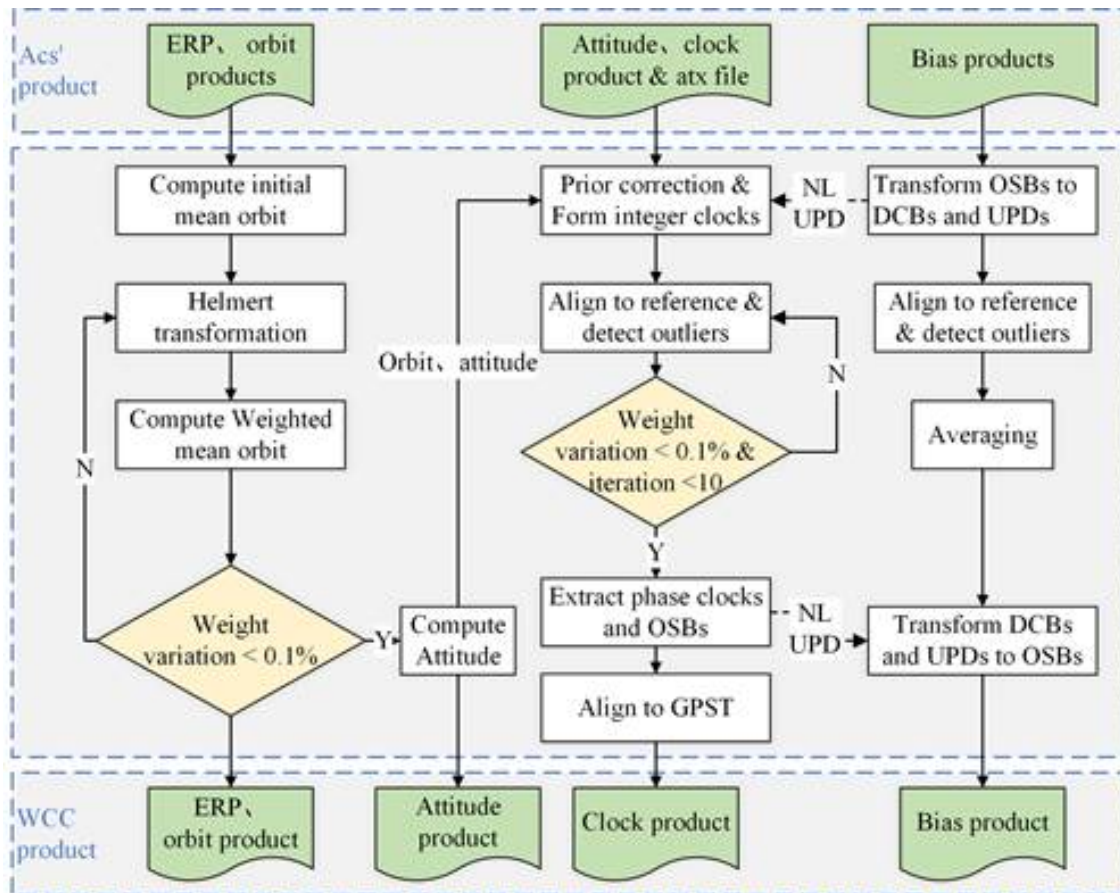 Acs'
product
ERP、 orbit
products
Attitude、clock
product & atx file
Bias products
Compute initial
mean orbit
Prior correction &
Form integer clocks
NL
UPD
Transform OSBs to
DCBs and UPDs
Helmert
transformation
Align to reference &
detect outliers
Align to reference
& detect outliers
Orbit、attitude
N
Compute Weighted
mean orbit
N
Weight
variation < 0.1% &
iteration <10
Averaging
Y
Weight
variation < 0.1%
Y
Compute
Attitude
Extract phase clocks
and OSBs
NL
UPD
Transform DCBs
and UPDs to OSBs
Align to GPST
WCC
product
ERP、
orbit product
Attitude
product
Clock product
Bias product